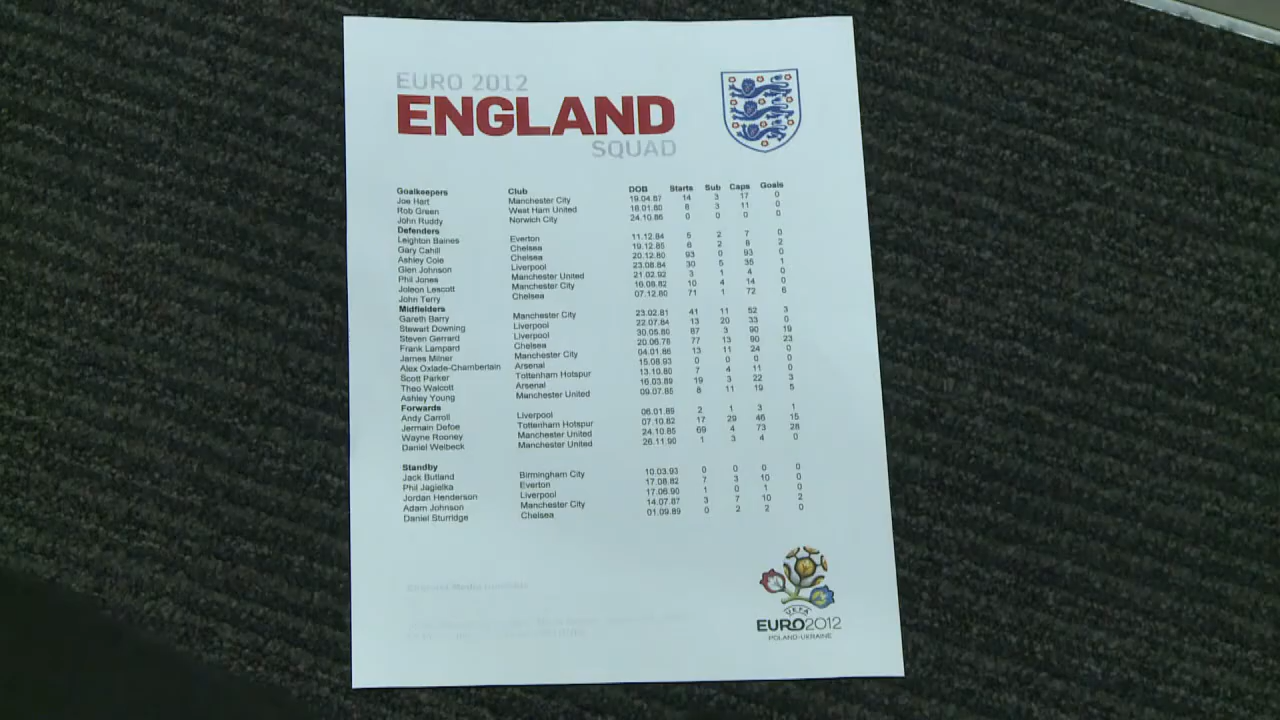 EURO 2012
ENGLAND
SQUAD
Goalkeepers Club DOB Starts Sub Caps Goals
Joe Hart Manchester City 19.04.87 14 3 17 0
Rob Green West Ham United 18.01.80 8 3 11 0
John Ruddy Norwich City 24.10.86 0 0 0 0
Defenders
Leighton Baines Everton 11.12.84 5 2 7 0
Gary Cahill Chelsea 19.12.85 6 2 8 2
Ashley Cole Chelsea 20.12.80 93 0 93 0
Glen Johnson Liverpool 23.08.84 30 5 35 1
Phil Jones Manchester United 21.02.92 3 1 4 0
Joleon Lescott Manchester City 16.08.82 10 4 14 0
John Terry Chelsea 07.12.80 71 1 72 6
Midfielders
Gareth Barry Manchester City 23.02.81 41 11 52 3
Stewart Downing Liverpool 22.07.84 13 20 33 0
Steven Gerrard Liverpool 30.05.80 87 3 90 19
Frank Lampard Chelsea 20.06.78 77 13 90 23
James Milner Manchester City 04.01.86 13 11 24 0
Alex Oxlade-Chamberlain Arsenal 15.08.93 0 0 0 0
Scott Parker Tottenham Hotspur 13.10.80 7 4 11 0
Theo Walcott Arsenal 16.03.89 19 3 22 3
Ashley Young Manchester United 09.07.85 8 11 19 5
Forwards
Andy Carroll Liverpool 06.01.89 2 1 3 1
Jermain Defoe Tottenham Hotspur 07.10.82 17 29 46 15
Wayne Rooney Manchester United 24.10.85 69 4 73 28
Daniel Welbeck Manchester United 26.11.90 1 3 4 0
Standby
Jack Butland Birmingham City 10.03.93 0 0 0 0
Phil Jagielka Everton 17.08.82 7 3 10 0
Jordan Henderson Liverpool 17.06.90 1 0 1 0
Adam Johnson Manchester City 14.07.87 3 7 10 2
Daniel Sturridge Chelsea 01.09.89 0 2 2 0
UEFA
EURO2012
POLAND-UKRAINE